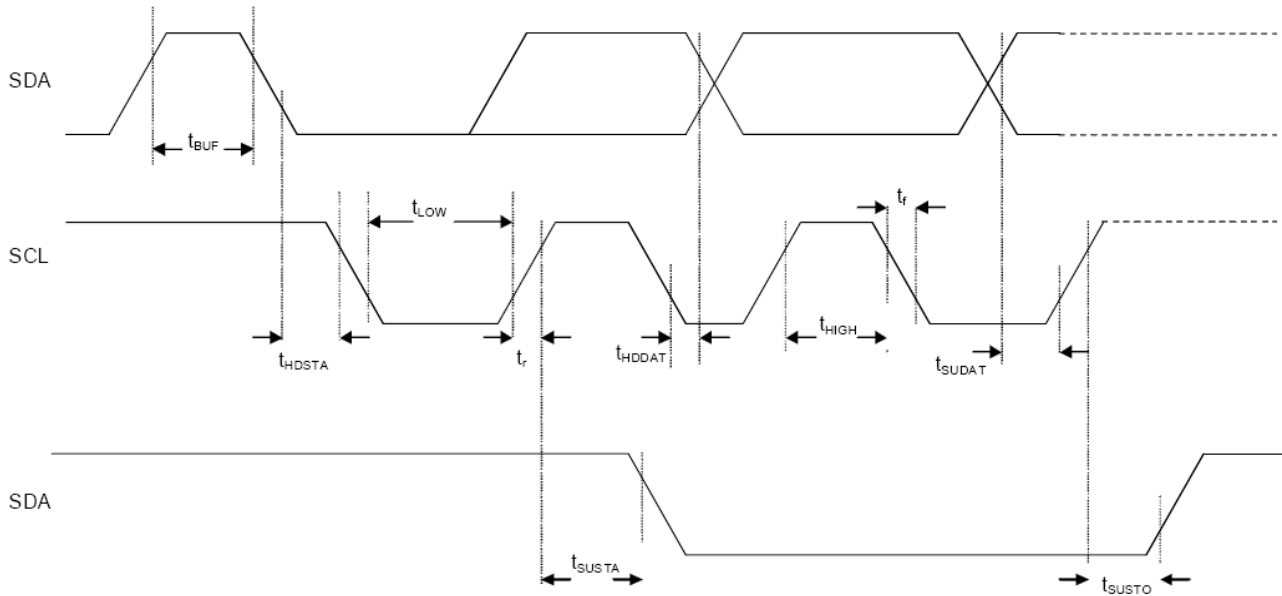 SDA
tBUF
tLOW
tf
SCL
tHDSTA
tr
tHDDAT
tHIGH
tSUDAT
SDA
tSUSTA
tSUSTO